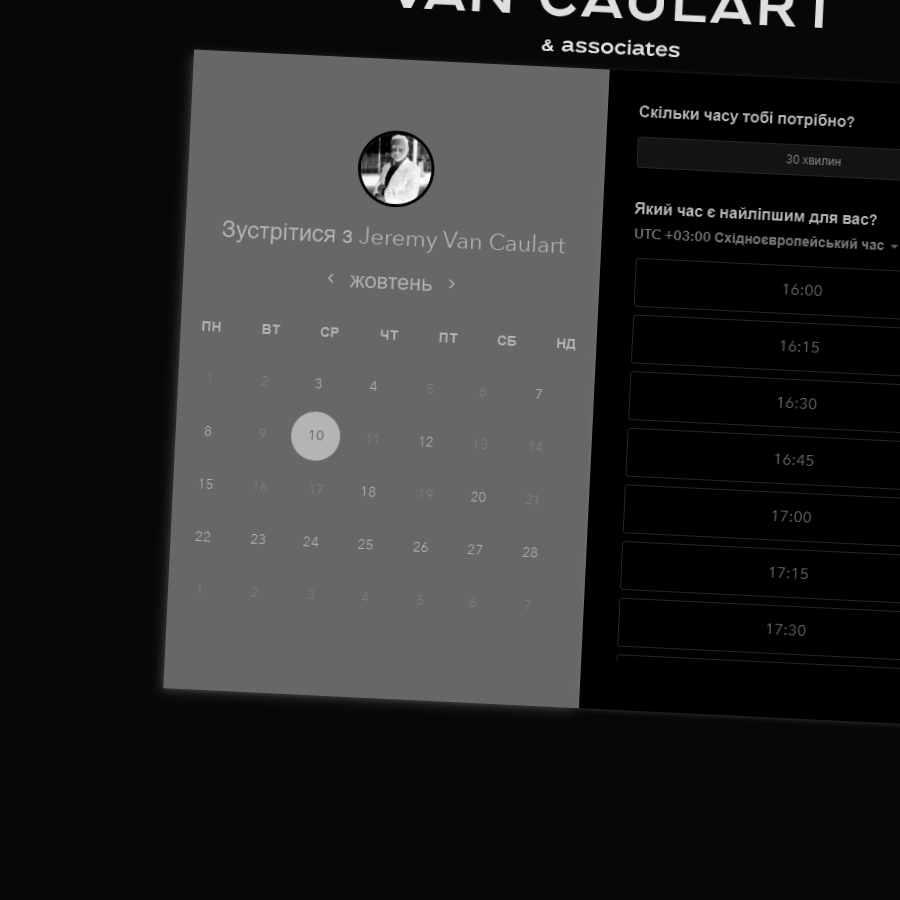 VAN CAULART
& associates
Зустрітися з Jeremy Van Caulart
‹ жовтень ›
ПН ВТ СР ЧТ ПТ СБ НД
1 2 3 4 5 6 7
8 9 10 11 12 13 14
15 16 17 18 19 20 21
22 23 24 25 26 27 28
1 2 3 4 5 6 7
Скільки часу тобі потрібно?
30 хвилин
Який час є найліпшим для вас?
UTC +03:00 Східноєвропейський час
16:00
16:15
16:30
16:45
17:00
17:15
17:30